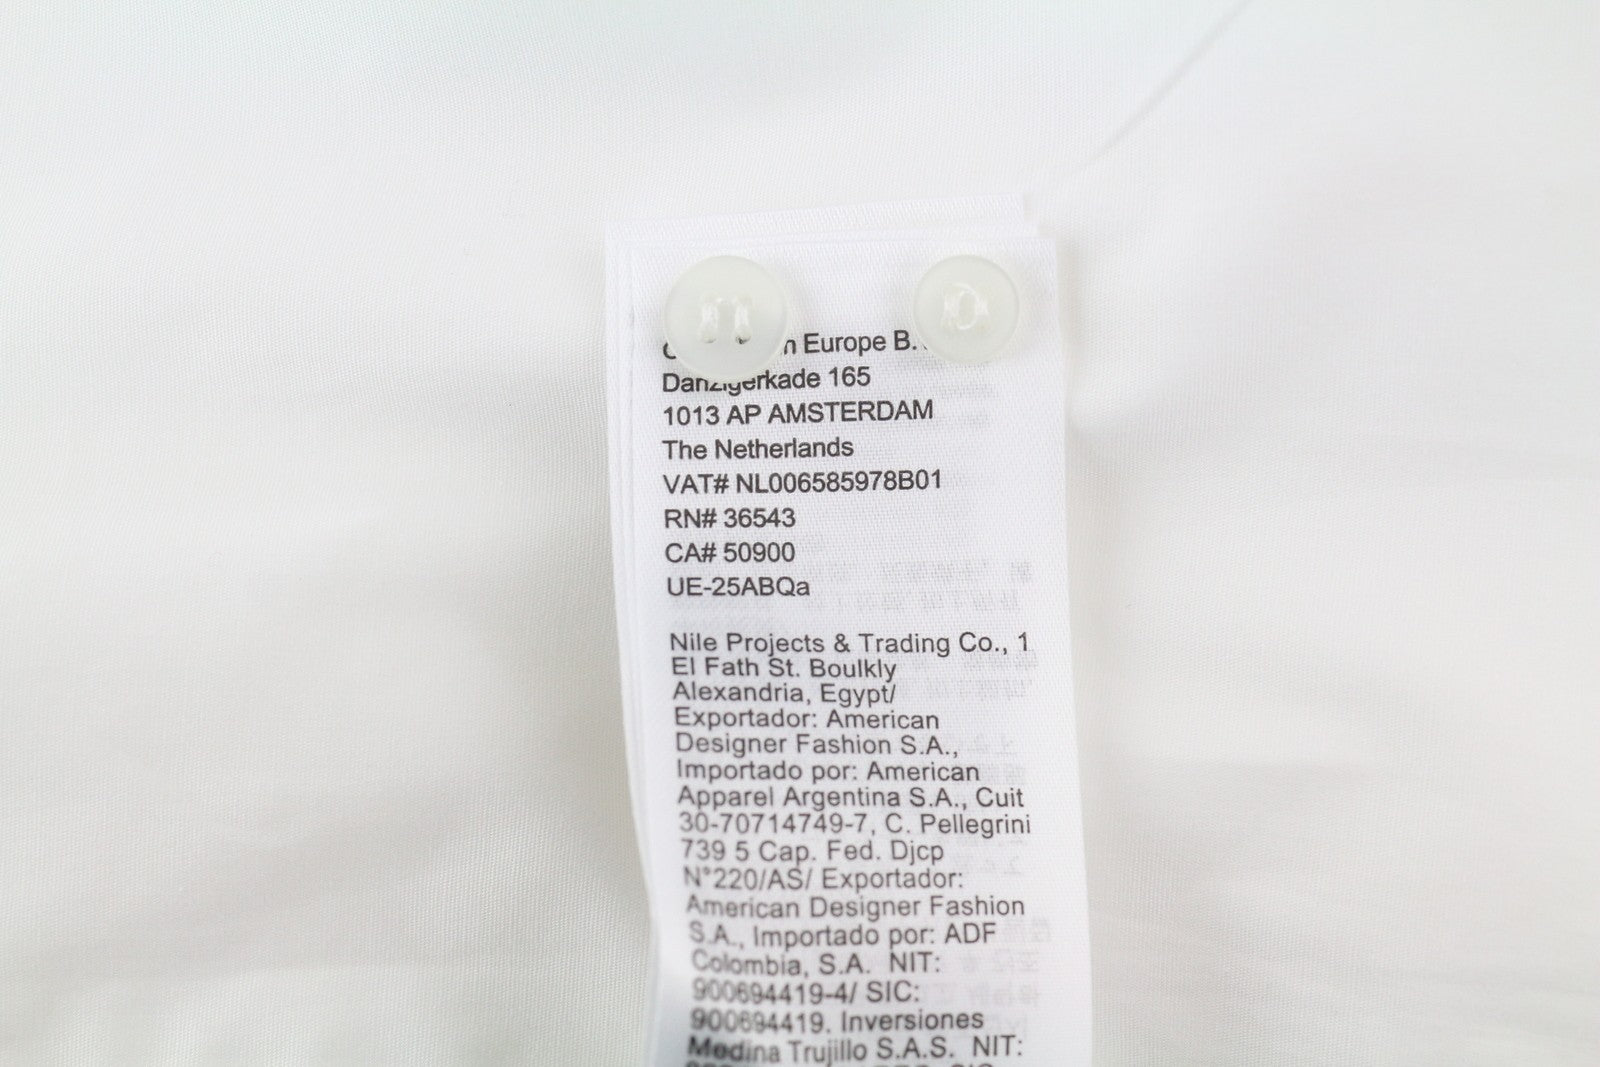 Europe B.
Danzigerkade 165
1013 AP AMSTERDAM
The Netherlands
VAT# NL006585978B01
RN# 36543
CA# 50900
UE-25ABQa
Nile Projects & Trading Co., 1
El Fath St. Boulkly
Alexandria, Egypt/
Exportador: American
Designer Fashion S.A.,
Importado por: American
Apparel Argentina S.A., Cuit
30-70714749-7, C. Pellegrini
739 5 Cap. Fed. Djcp
N°220/AS/ Exportador:
American Designer Fashion
S.A., Importado por: ADF
Colombia, S.A. NIT:
900694419-4/ SIC:
900694419. Inversiones
Medina Trujillo S.A.S. NIT: